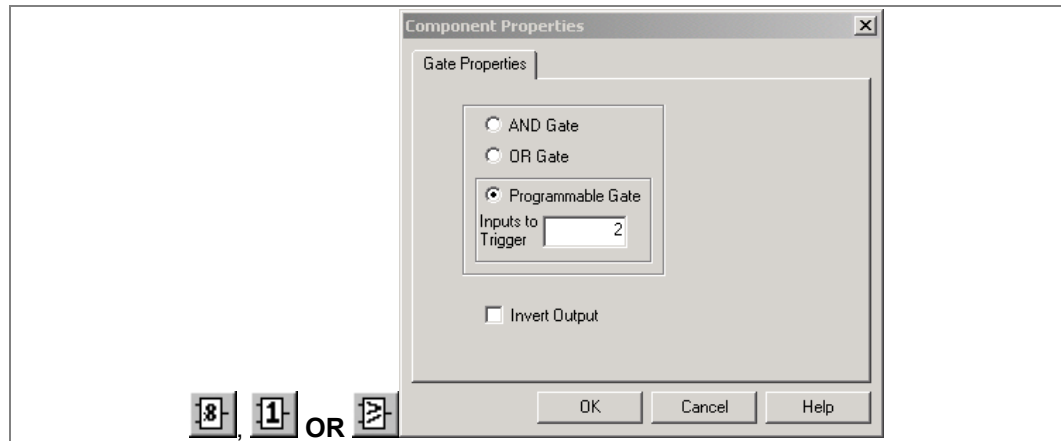 Component Properties
Gate Properties
AND Gate
OR Gate
Programmable Gate
Inputs to
Trigger
2
Invert Output
OK Cancel Help
8, 1 OR >